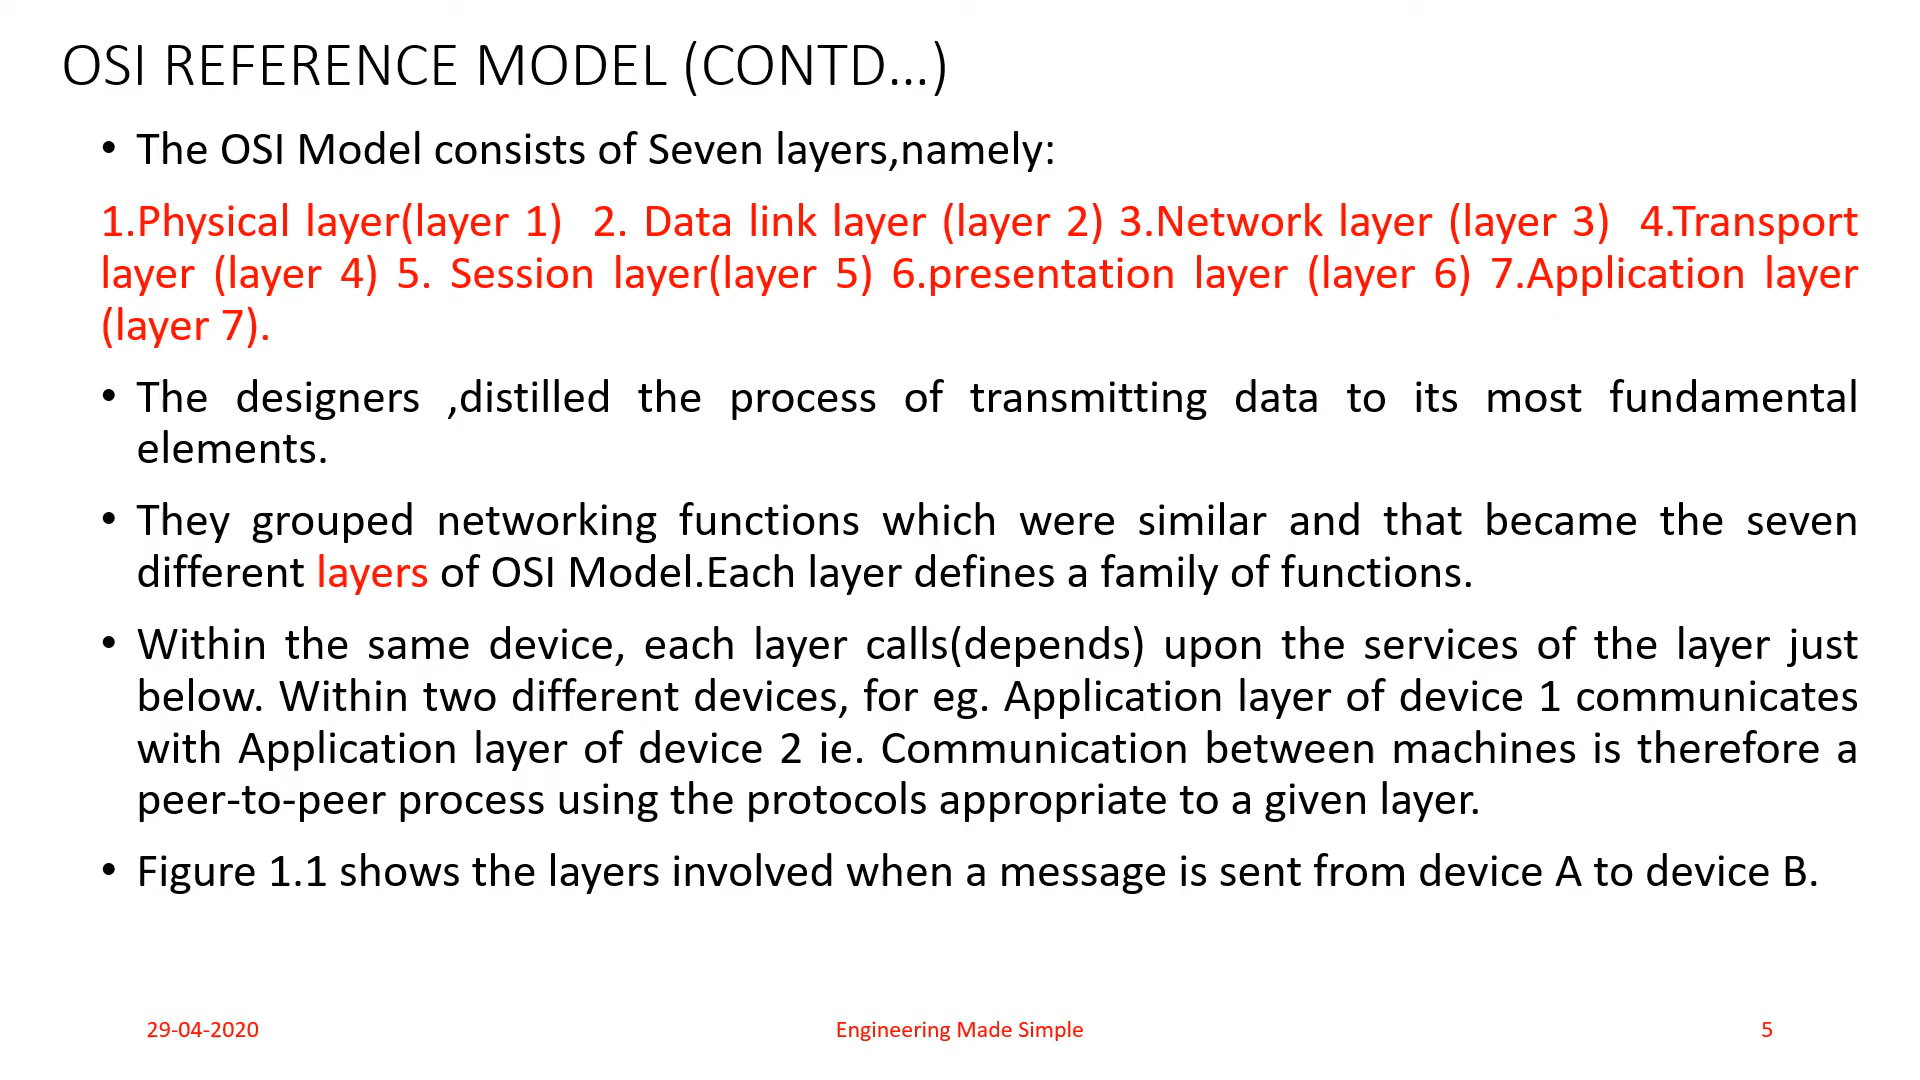 OSI REFERENCE MODEL (CONTD...)
• The OSI Model consists of Seven layers,namely:
1.Physical layer(layer 1)  2. Data link layer (layer 2) 3.Network layer (layer 3)  4.Transport
layer (layer 4) 5. Session layer(layer 5) 6.presentation layer (layer 6) 7.Application layer
(layer 7).
• The designers ,distilled the process of transmitting data to its most fundamental
elements.
• They grouped networking functions which were similar and that became the seven
different layers of OSI Model.Each layer defines a family of functions.
• Within the same device, each layer calls(depends) upon the services of the layer just
below. Within two different devices, for eg. Application layer of device 1 communicates
with Application layer of device 2 ie. Communication between machines is therefore a
peer-to-peer process using the protocols appropriate to a given layer.
• Figure 1.1 shows the layers involved when a message is sent from device A to device B.
29-04-2020
Engineering Made Simple
5